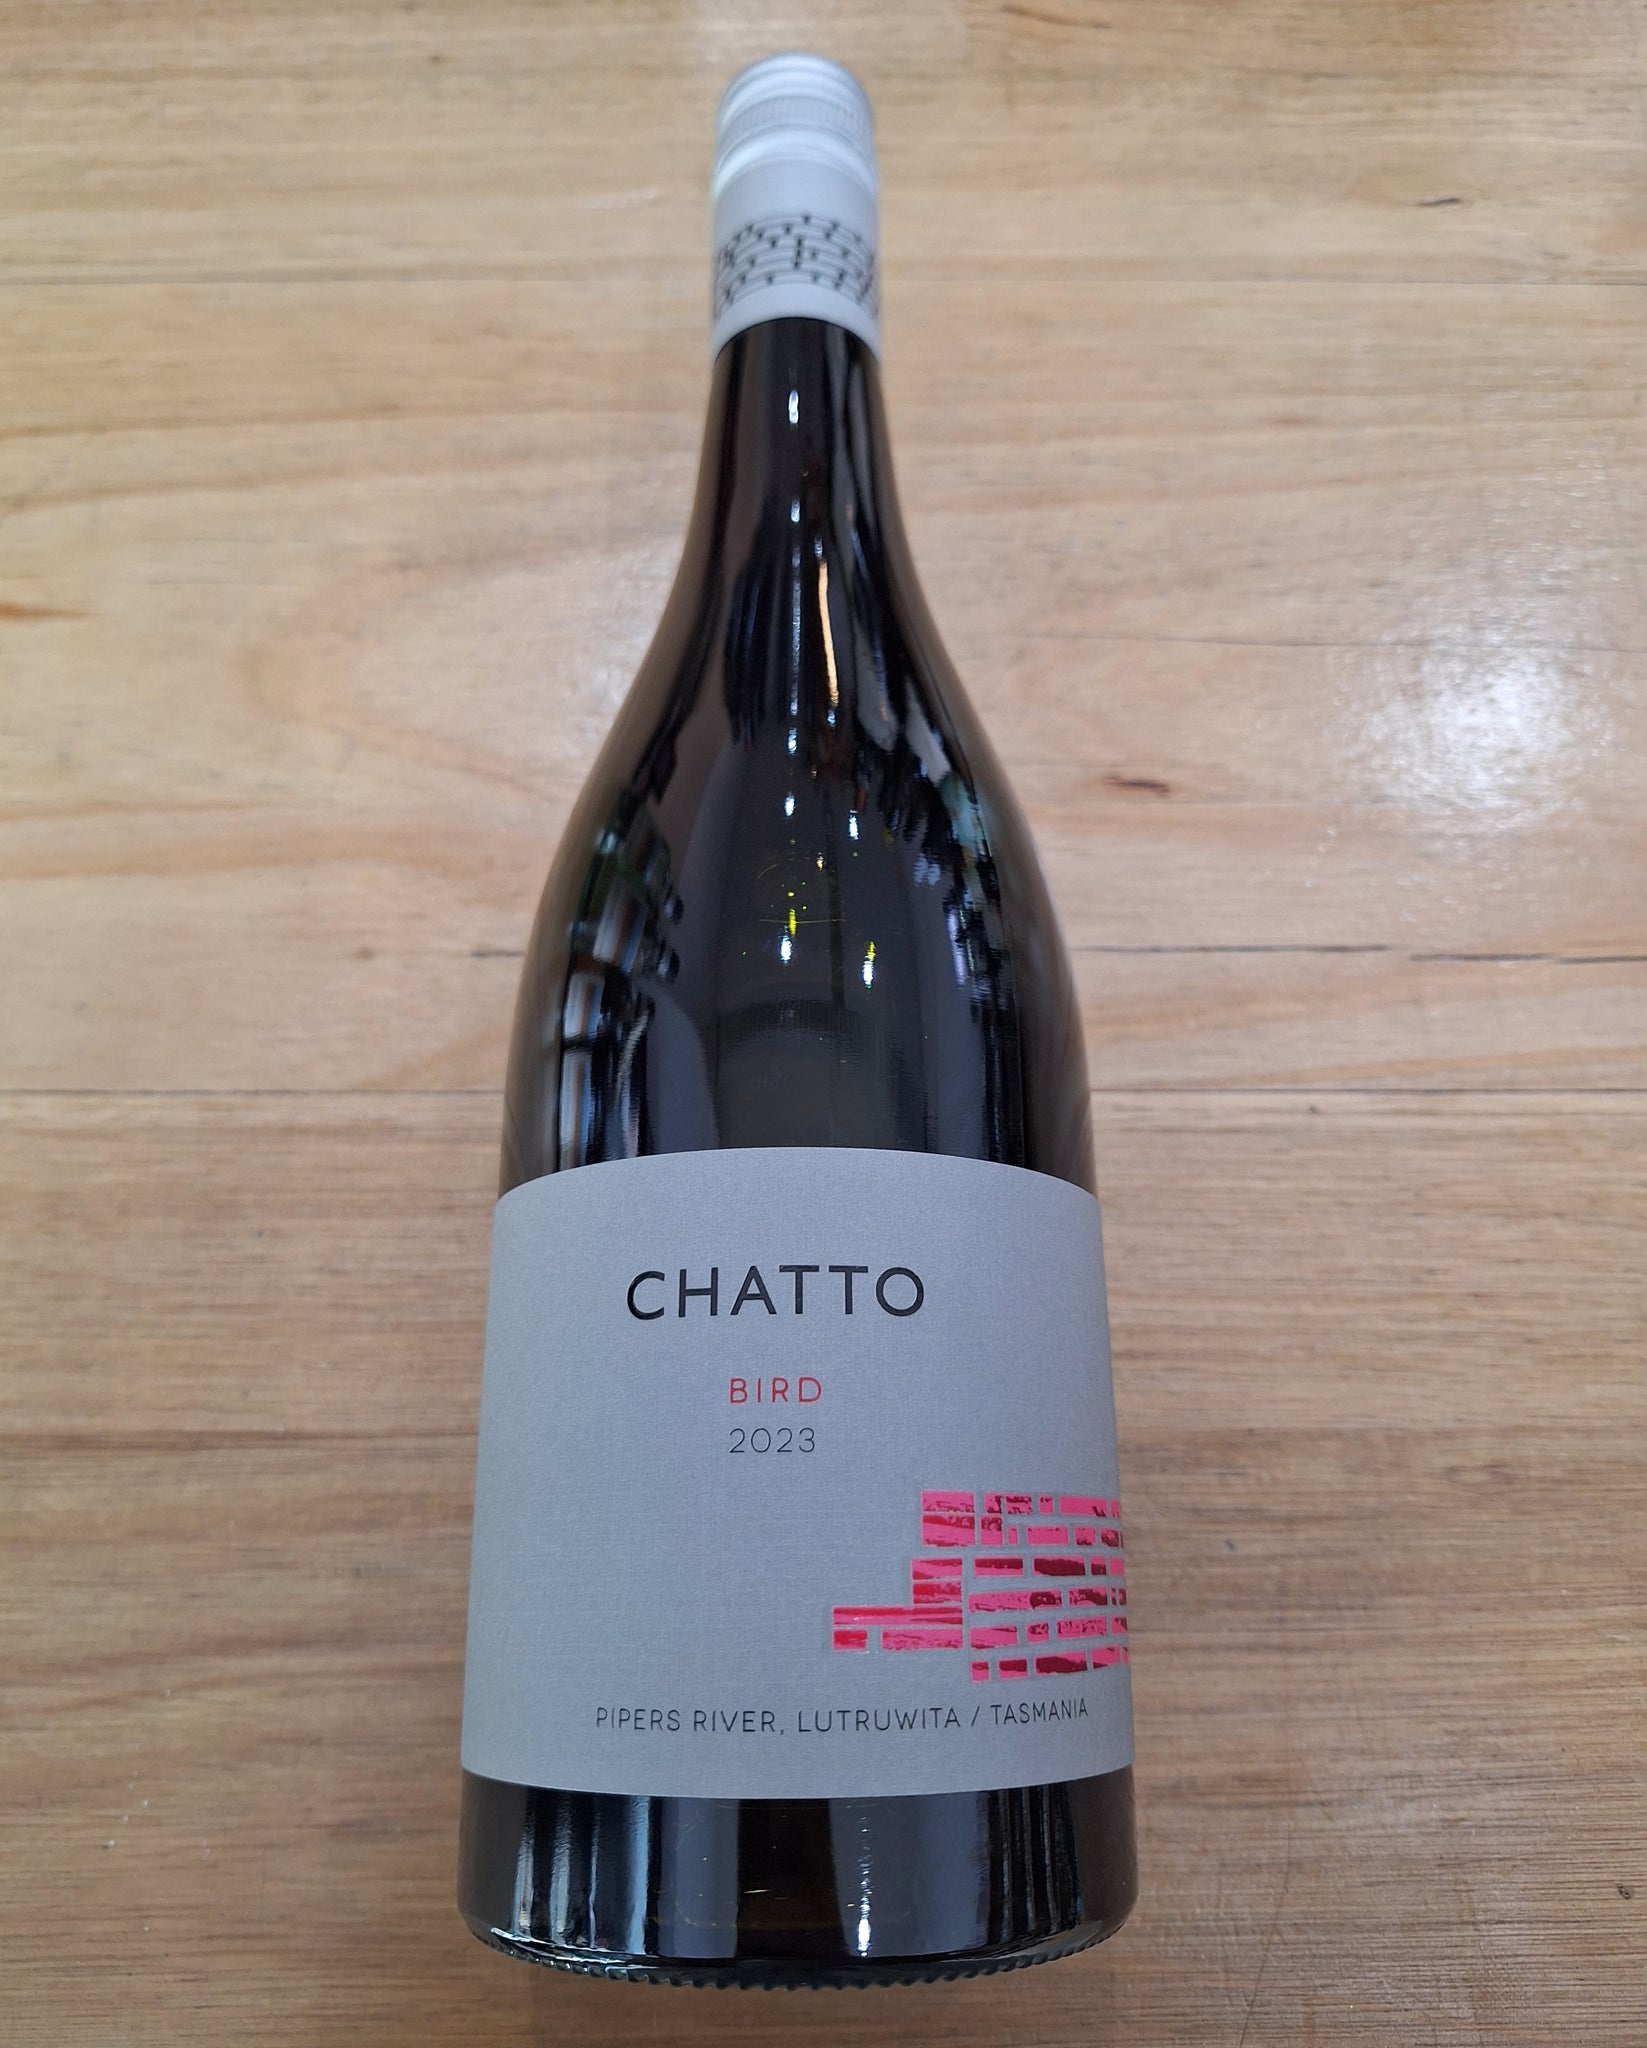 CHATTO
BIRD
2023
PIPERS RIVER, LUTRUWITA / TASMANIA